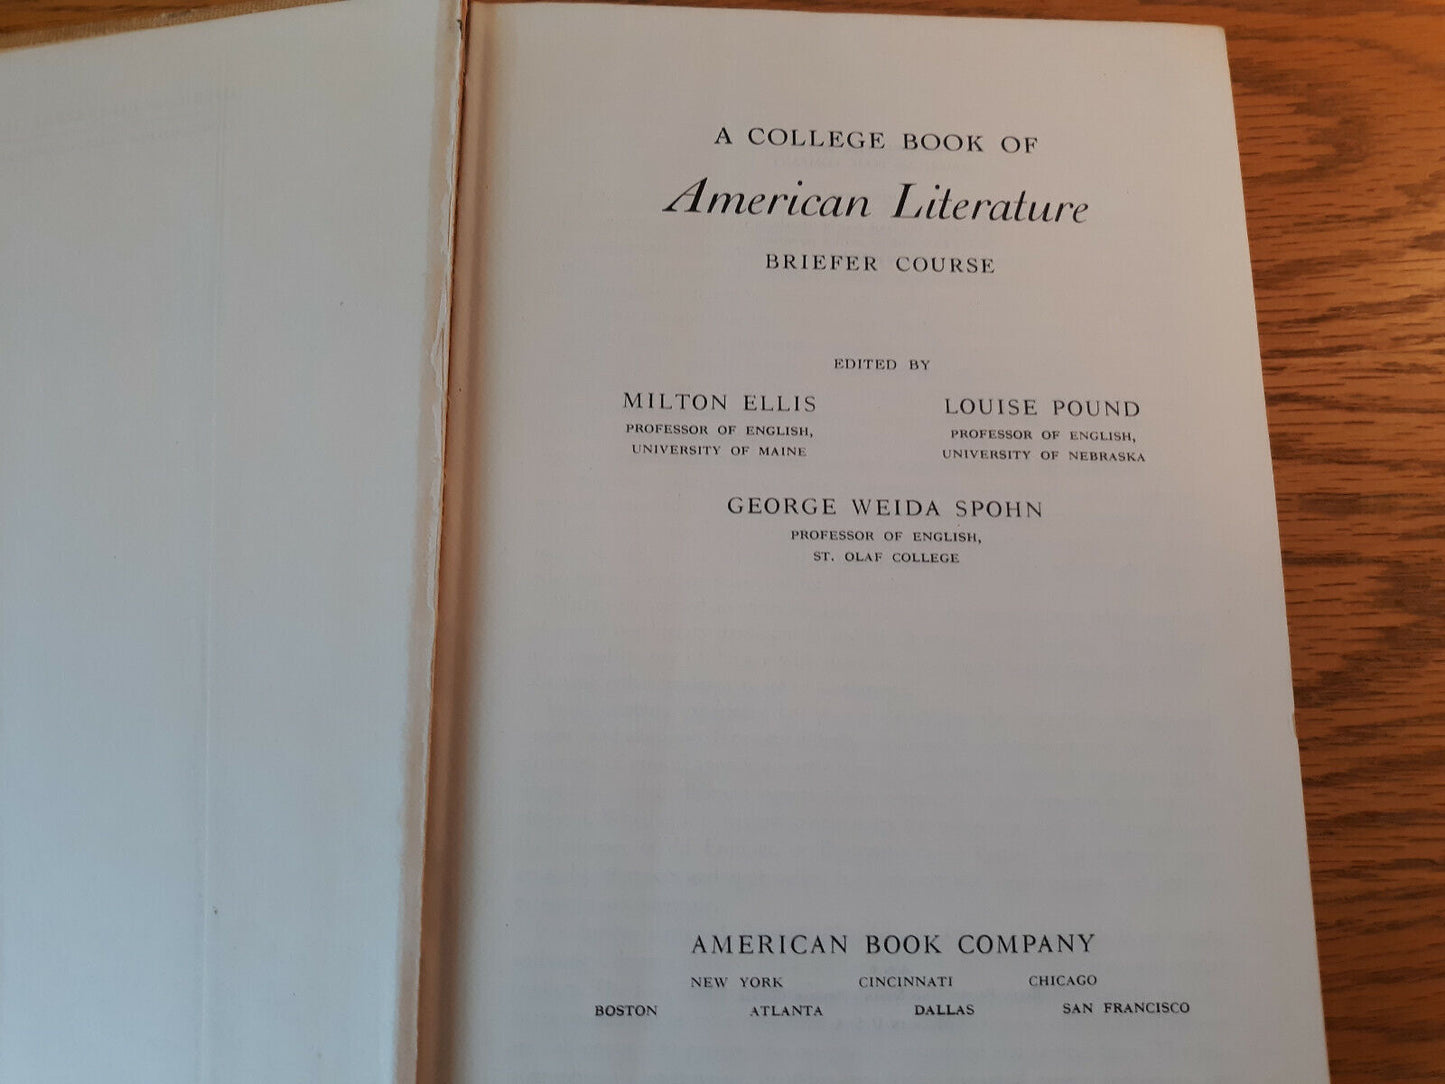 A COLLEGE BOOK OF
American Literature
BRIEFER COURSE
EDITED BY
MILTON ELLIS
PROFESSOR OF ENGLISH,
UNIVERSITY OF MAINE
LOUISE POUND
PROFESSOR OF ENGLISH,
UNIVERSITY OF NEBRASKA
GEORGE WEIDA SPOHN
PROFESSOR OF ENGLISH,
ST. OLAF COLLEGE
AMERICAN BOOK COMPANY
NEW YORK CINCINNATI CHICAGO
BOSTON ATLANTA DALLAS SAN FRANCISCO